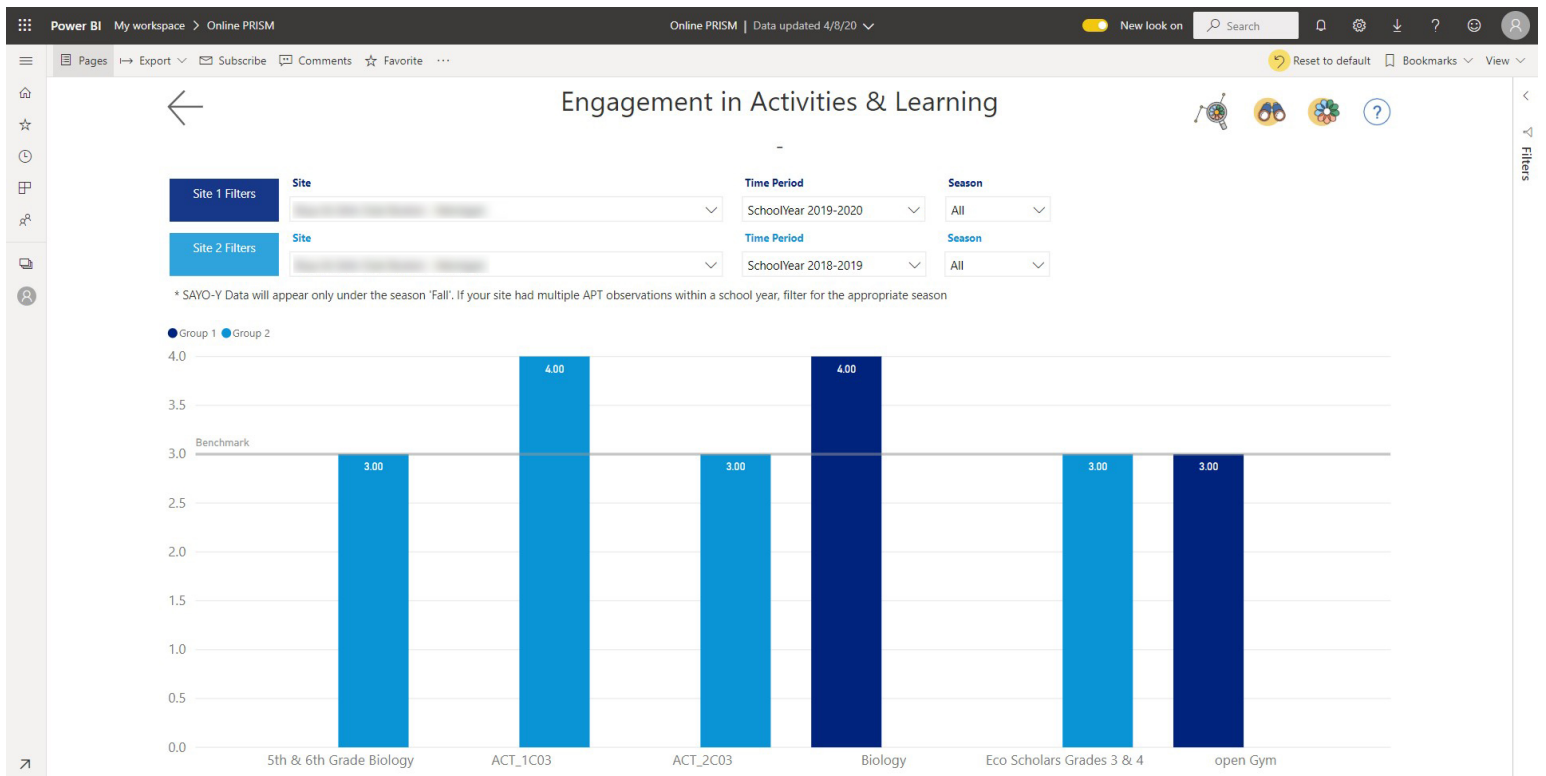 Power BI My workspace > Online PRISM Online PRISM | Data updated 4/8/20 New look on Search
Pages Export Subscribe Comments Favorite ... Reset to default Bookmarks View
Engagement in Activities & Learning
-
Filters
Site 1 Filters
Site Time Period Season
SchoolYear 2019-2020 All
Site 2 Filters
Site Time Period Season
SchoolYear 2018-2019 All
* SAYO-Y Data will appear only under the season 'Fall'. If your site had multiple APT observations within a school year, filter for the appropriate season
Group 1 Group 2
4.0
4.00 4.00
3.5
Benchmark
3.0
3.00 3.00 3.00 3.00
2.5
2.0
1.5
1.0
0.5
0.0
5th & 6th Grade Biology ACT_1C03 ACT_2C03 Biology Eco Scholars Grades 3 & 4 open Gym